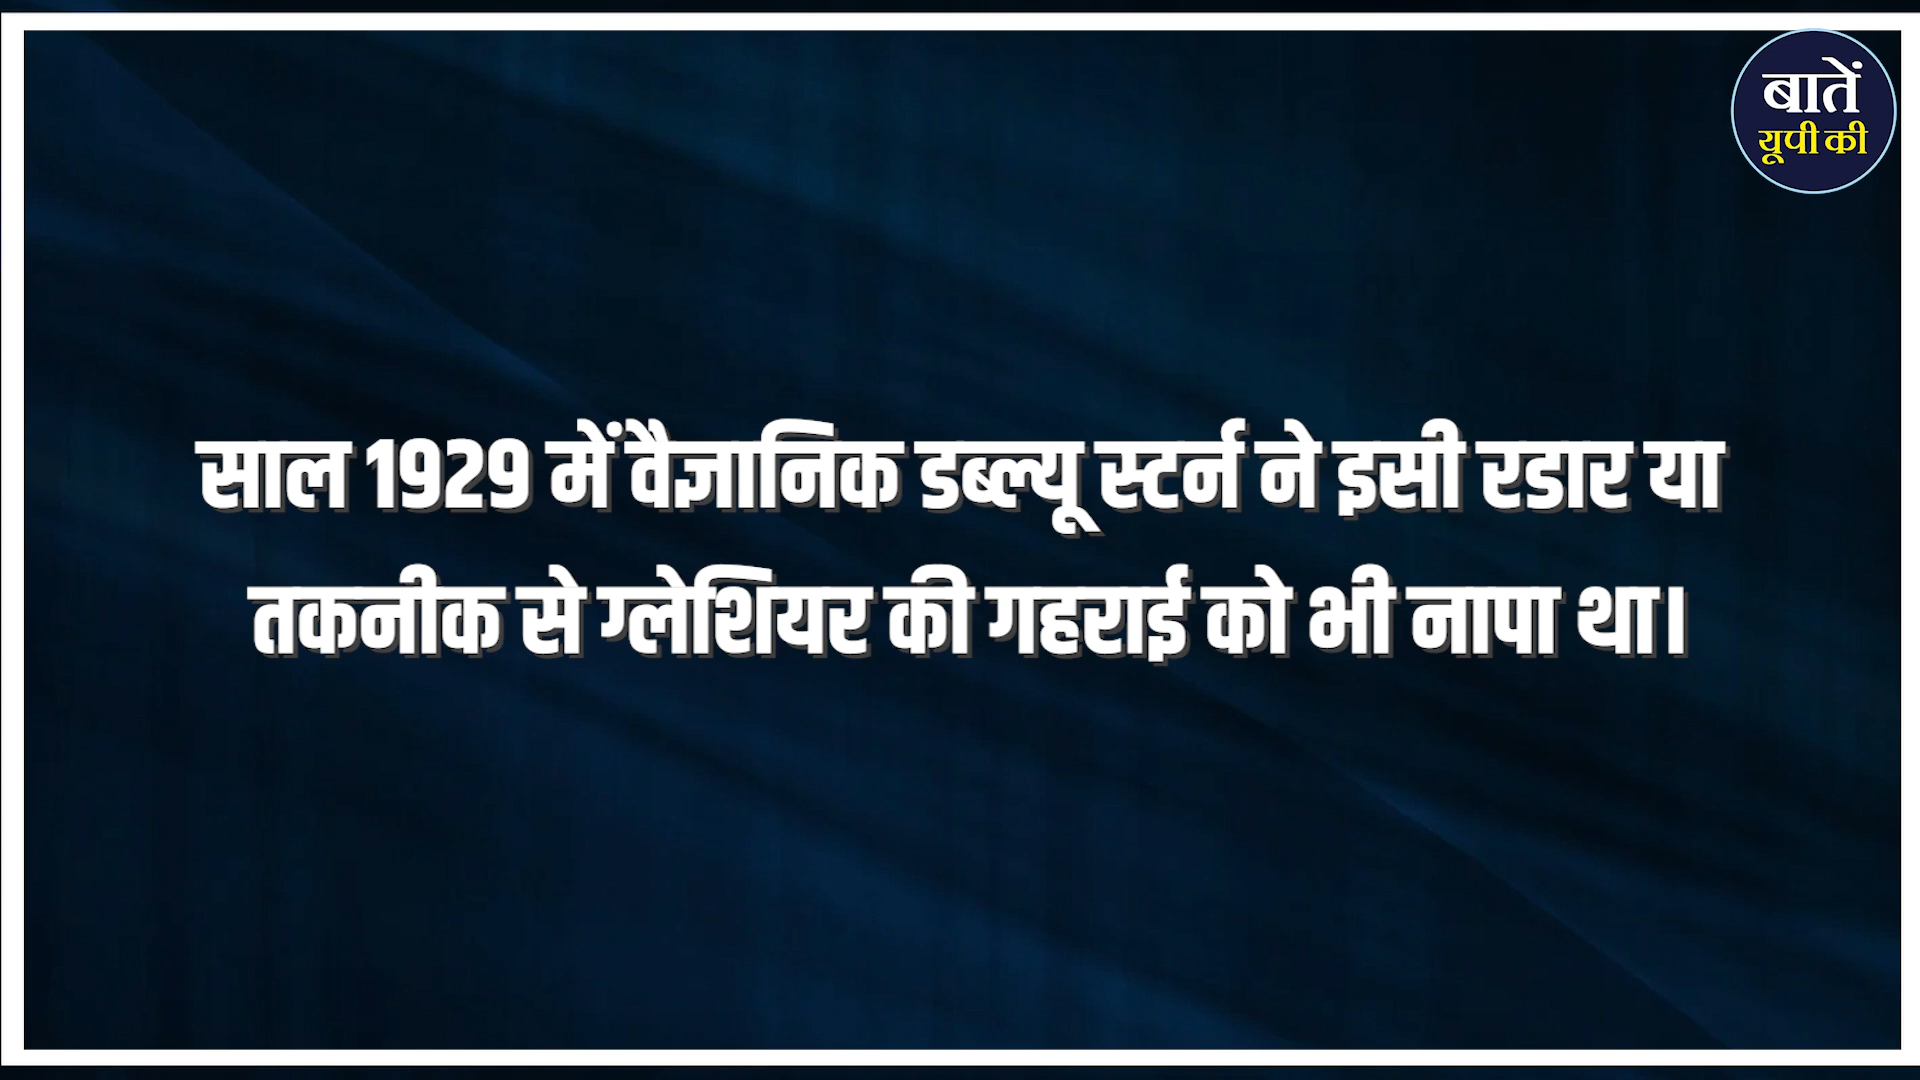 बातें
यूपी की
साल 1929 में वैज्ञानिक डब्ल्यू स्टर्न ने इसी रडार या
तकनीक से ग्लेशियर की गहराई को भी नापा था।